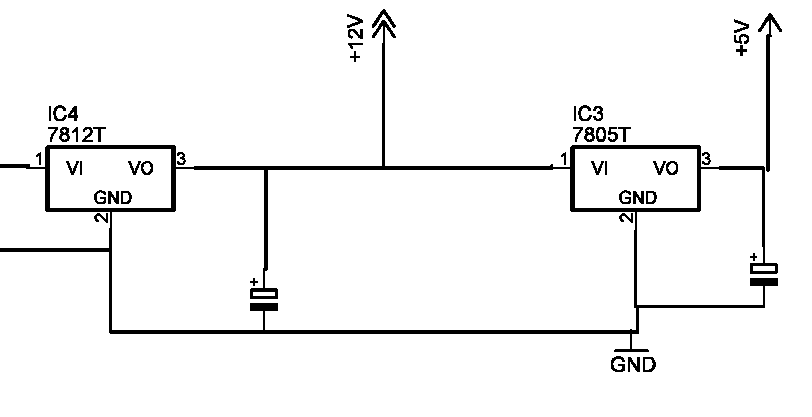 +12V
+5V
IC4
7812T
IC3
7805T
1 VI VO 3
GND
2
1 VI VO 3
GND
2
+
+
GND